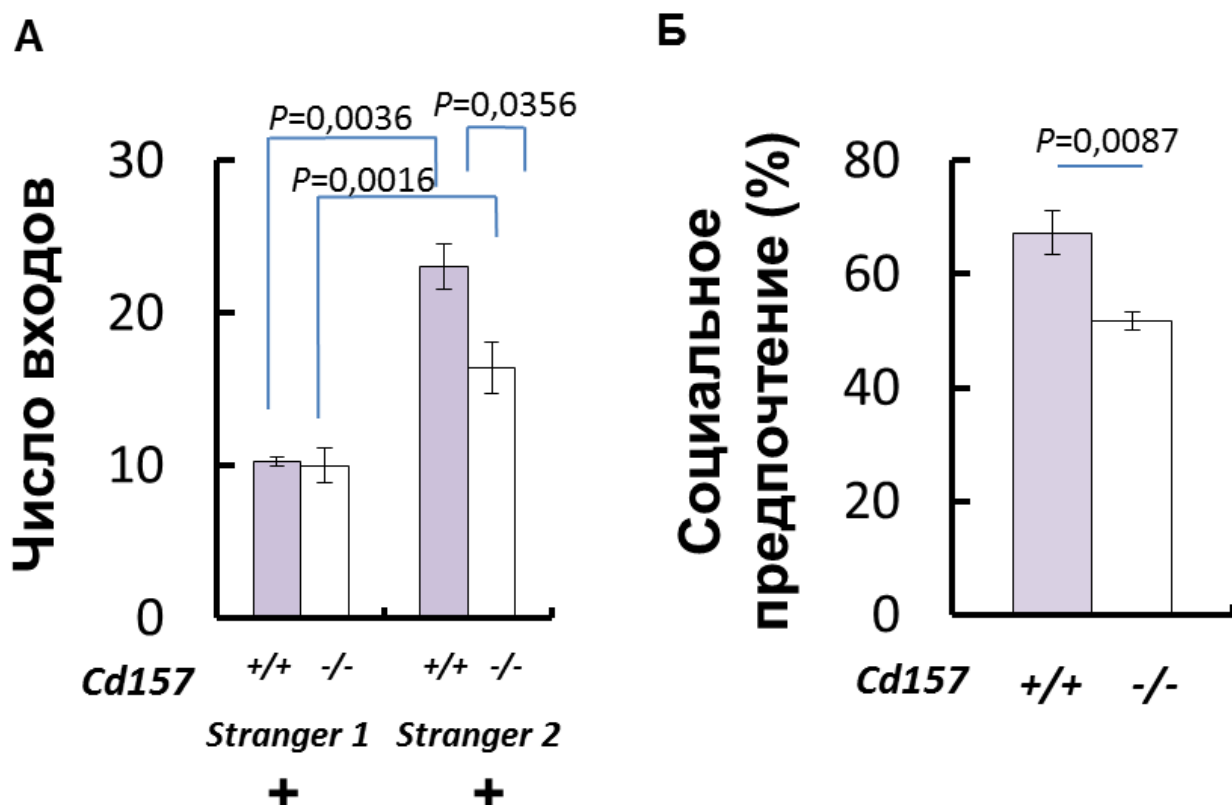 А
Б
P=0,0036
P=0,0356
P=0,0016
P=0,0087
Число входов
30
20
10
0
Cd157
+/+
-/-
+/+
-/-
Stranger 1
Stranger 2
+
+
Социальное
предпочтение (%)
80
60
40
20
0
Cd157
+/+
-/-